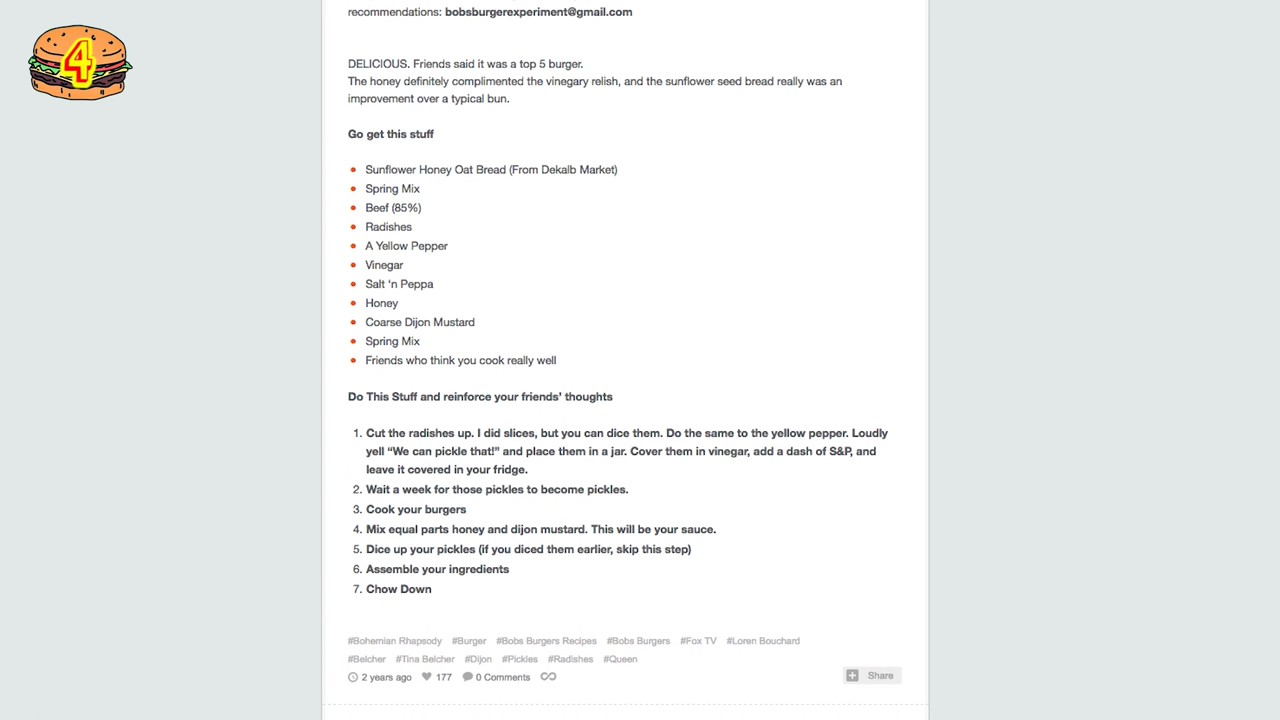 4
recommendations: bobsburgerexperiment@gmail.com
DELICIOUS. Friends said it was a top 5 burger.
The honey definitely complimented the vinegary relish, and the sunflower seed bread really was an
improvement over a typical bun.
Go get this stuff
• Sunflower Honey Oat Bread (From Dekalb Market)
• Spring Mix
• Beef (85%)
• Radishes
• A Yellow Pepper
• Vinegar
• Salt ‘n Peppa
• Honey
• Coarse Dijon Mustard
• Spring Mix
• Friends who think you cook really well
Do This Stuff and reinforce your friends’ thoughts
1. Cut the radishes up. I did slices, but you can dice them. Do the same to the yellow pepper. Loudly
yell “We can pickle that!” and place them in a jar. Cover them in vinegar, add a dash of S&P, and
leave it covered in your fridge.
2. Wait a week for those pickles to become pickles.
3. Cook your burgers
4. Mix equal parts honey and dijon mustard. This will be your sauce.
5. Dice up your pickles (if you diced them earlier, skip this step)
6. Assemble your ingredients
7. Chow Down
#Bohemian Rhapsody #Burger #Bobs Burgers Recipes #Bobs Burgers #Fox TV #Loren Bouchard
#Belcher #Tina Belcher #Dijon #Pickles #Radishes #Queen
2 years ago 177 0 Comments Share